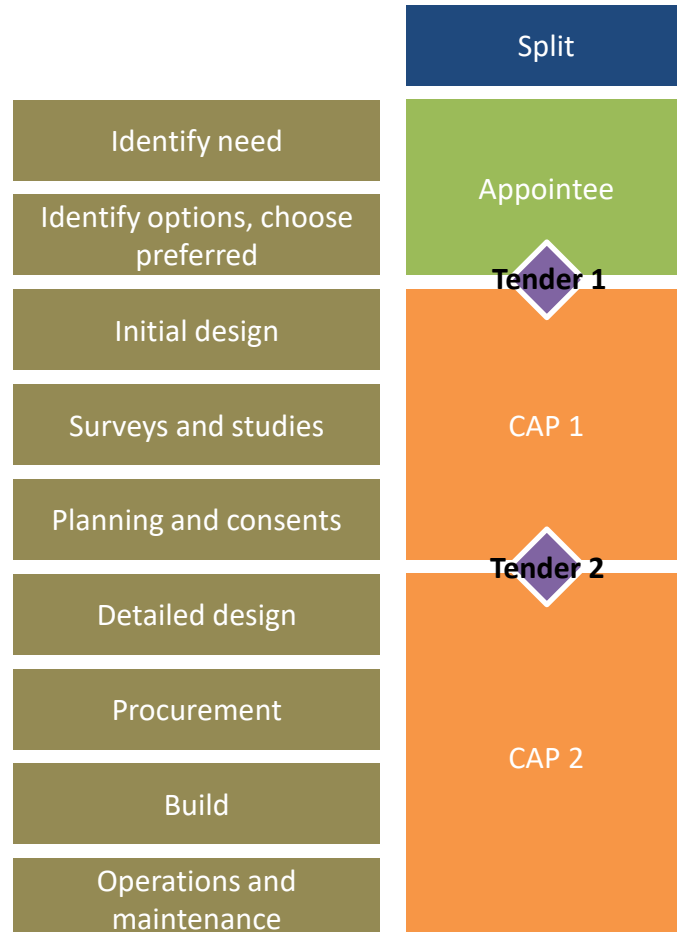 Split
Identify need
Appointee
Identify options, choose
preferred
Tender 1
Initial design
Surveys and studies
CAP 1
Planning and consents
Tender 2
Detailed design
Procurement
CAP 2
Build
Operations and
maintenance